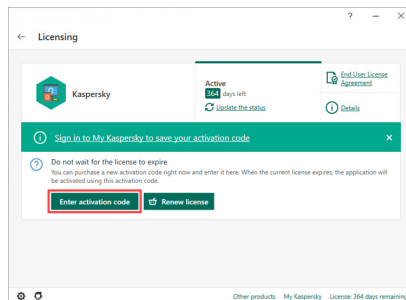 Licensing
Kaspersky
Active
364 days left
Update the status
End User License
Agreement
Details
Sign in to My Kaspersky to save your activation code
Do not wait for the license to expire
You can purchase a new activation code right now and enter it here. When the current license expires, the application will
be activated using this activation code.
Enter activation code
Renew license
Other products My Kaspersky License: 364 days remaining